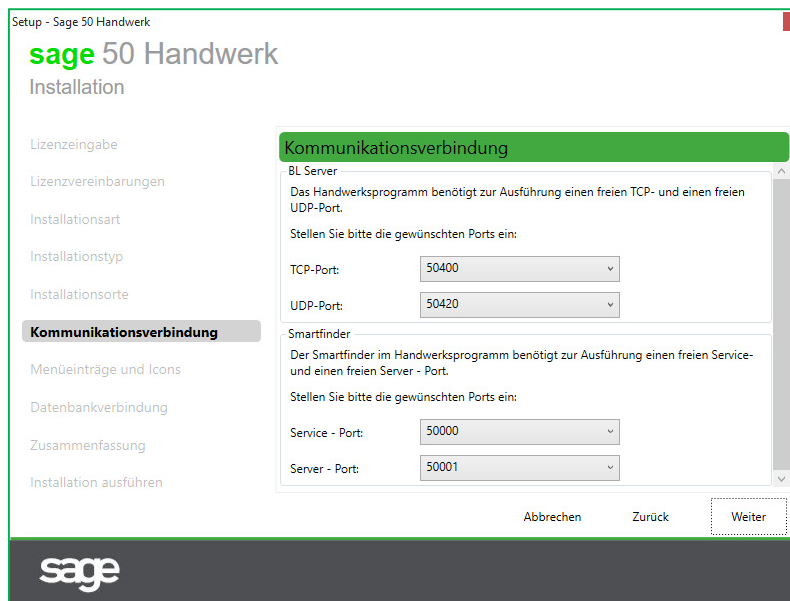 Setup - Sage 50 Handwerk
sage 50 Handwerk
Installation
Lizenzeingabe
Lizenzvereinbarungen
Installationsart
Installationstyp
Installationsorte
Kommunikationsverbindung
Menüeinträge und Icons
Datenbankverbindung
Zusammenfassung
Installation ausführen
Kommunikationsverbindung
BL Server
Das Handwerksprogramm benötigt zur Ausführung einen freien TCP- und einen freien
UDP-Port.
Stellen Sie bitte die gewünschten Ports ein:
TCP-Port: 50400
UDP-Port: 50420
Smartfinder
Der Smartfinder im Handwerksprogramm benötigt zur Ausführung einen freien Service-
und einen freien Server - Port.
Stellen Sie bitte die gewünschten Ports ein:
Service - Port: 50000
Server - Port: 50001
Abbrechen Zurück Weiter
sage